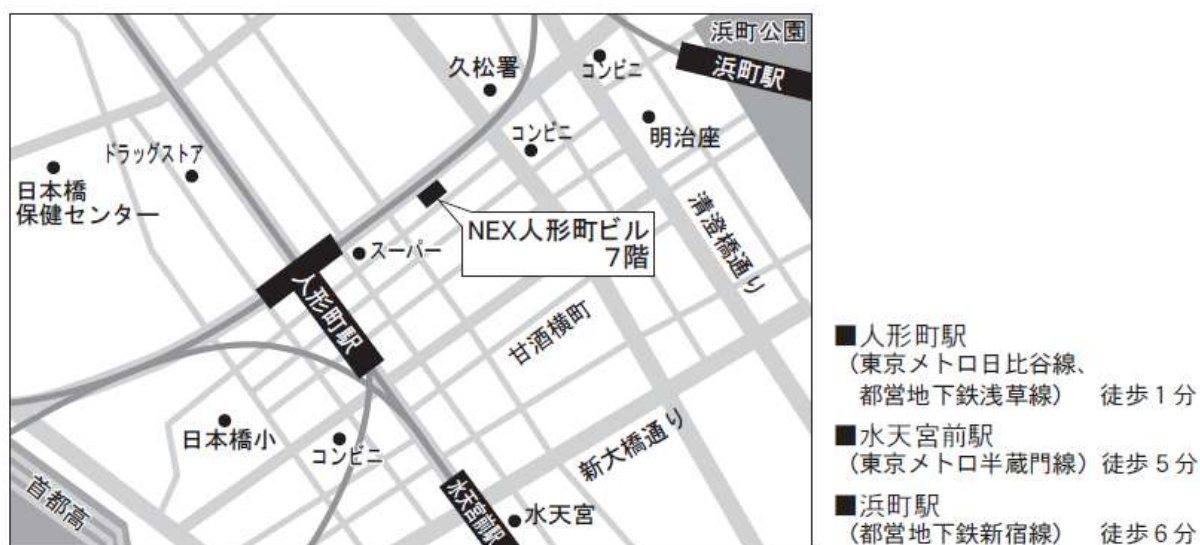 浜町公園
浜町駅
久松署
コンビニ
コンビニ
明治座
ドラッグストア
日本橋
保健センター
NEX人形町ビル
7階
清澄橋通り
スーパー
人形町駅
甘酒横町
日本橋小
コンビニ
新大橋通り
首都高
水天宮前駅
水天宮
■人形町駅
(東京メトロ日比谷線、
都営地下鉄浅草線) 徒歩1分
■水天宮前駅
(東京メトロ半蔵門線) 徒歩5分
■浜町駅
(都営地下鉄新宿線) 徒歩6分